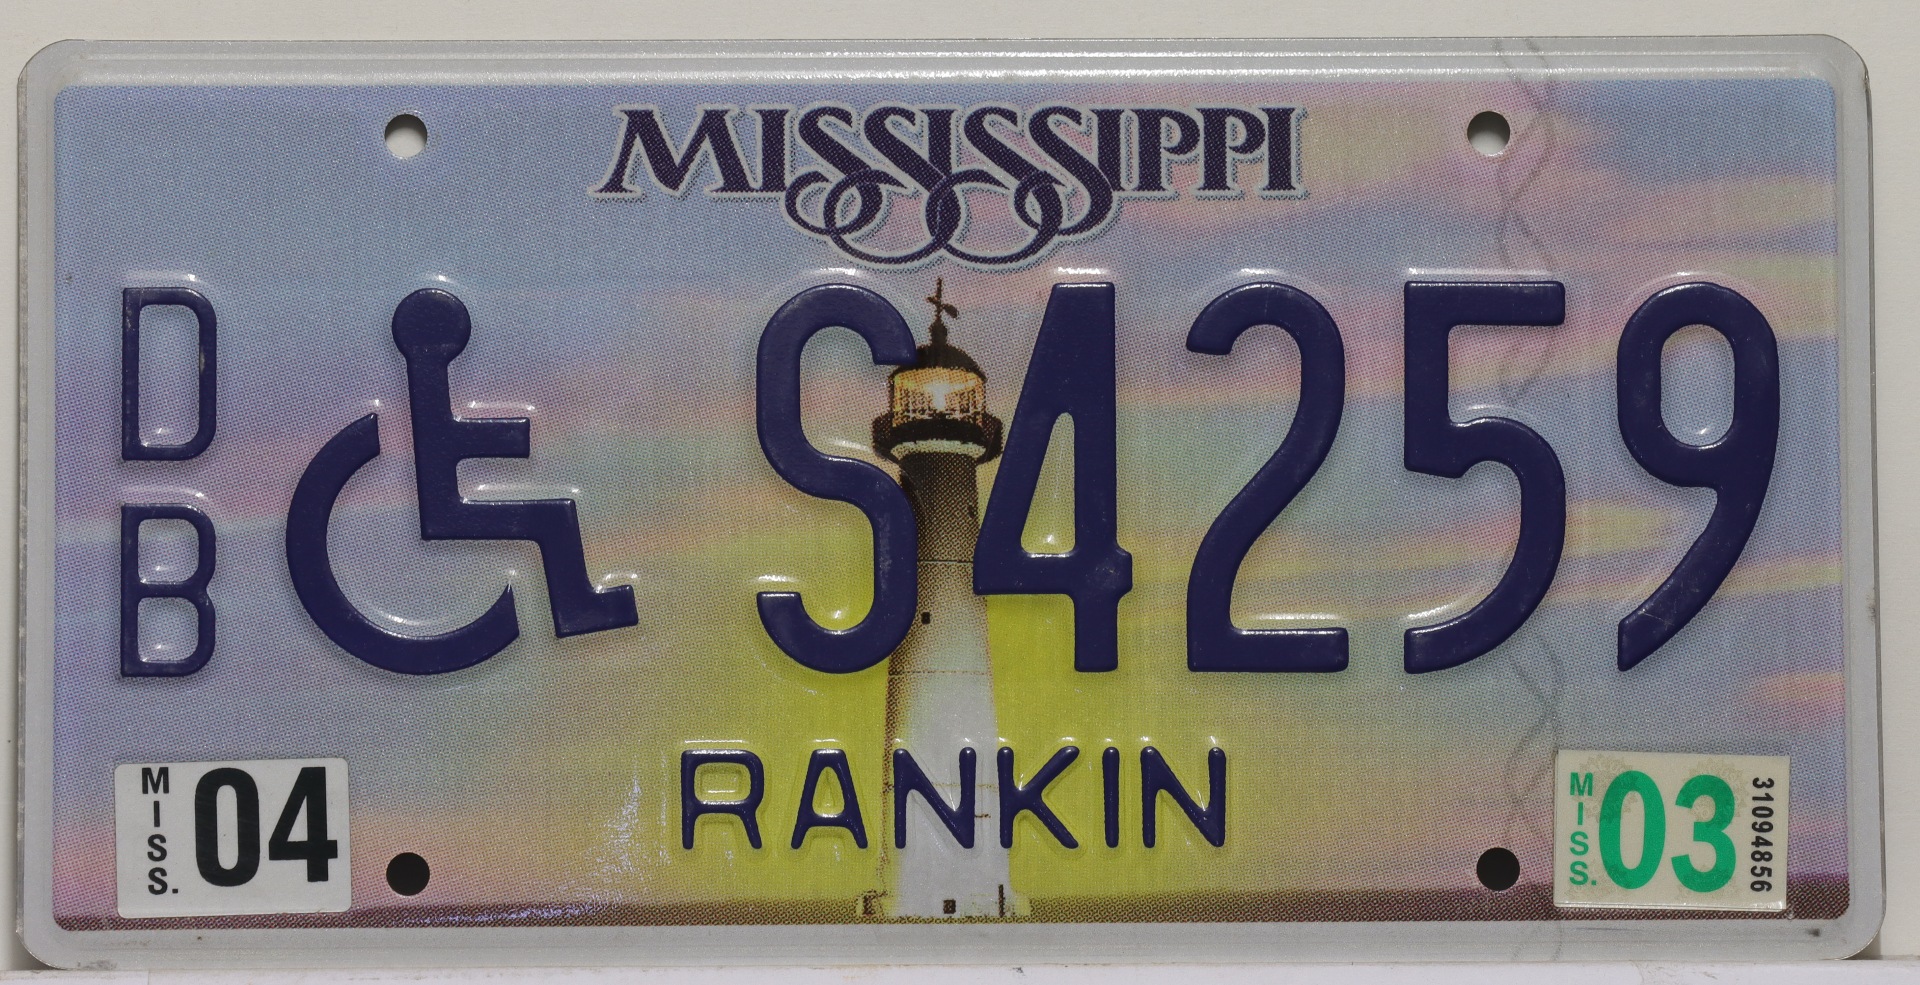 MISSISSIPPI
DB S4259
RANKIN
MISS. 04
MISS. 03 31094856